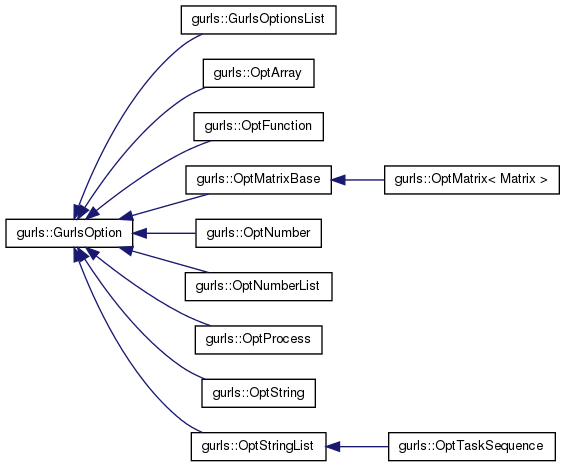 gurls::GurlsOptionsList
gurls::OptArray
gurls::OptFunction
gurls::OptMatrixBase
gurls::OptMatrix< Matrix >
gurls::GurlsOption
gurls::OptNumber
gurls::OptNumberList
gurls::OptProcess
gurls::OptString
gurls::OptStringList
gurls::OptTaskSequence